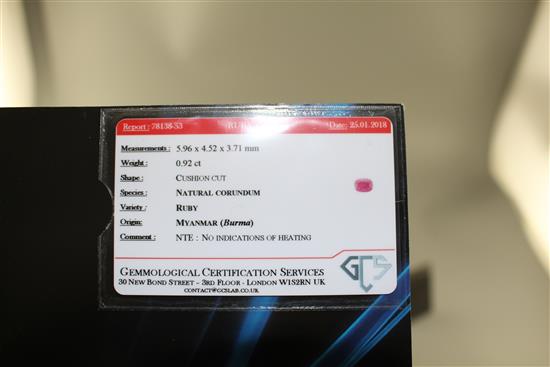 Report : 78138-53 RUBY Date: 25.01.2018
Measurements : 5.96 x 4.52 x 3.71 mm
Weight : 0.92 ct
Shape : CUSHION CUT
Species : NATURAL CORUNDUM
Variety : RUBY
Origin: MYANMAR (Burma)
Comment : NTE : NO INDICATIONS OF HEATING
GCS
GEMMOLOGICAL CERTIFICATION SERVICES
30 NEW BOND STREET - 3RD FLOOR - LONDON W1S2RN UK
CONTACT@GCSLAB.CO.UK